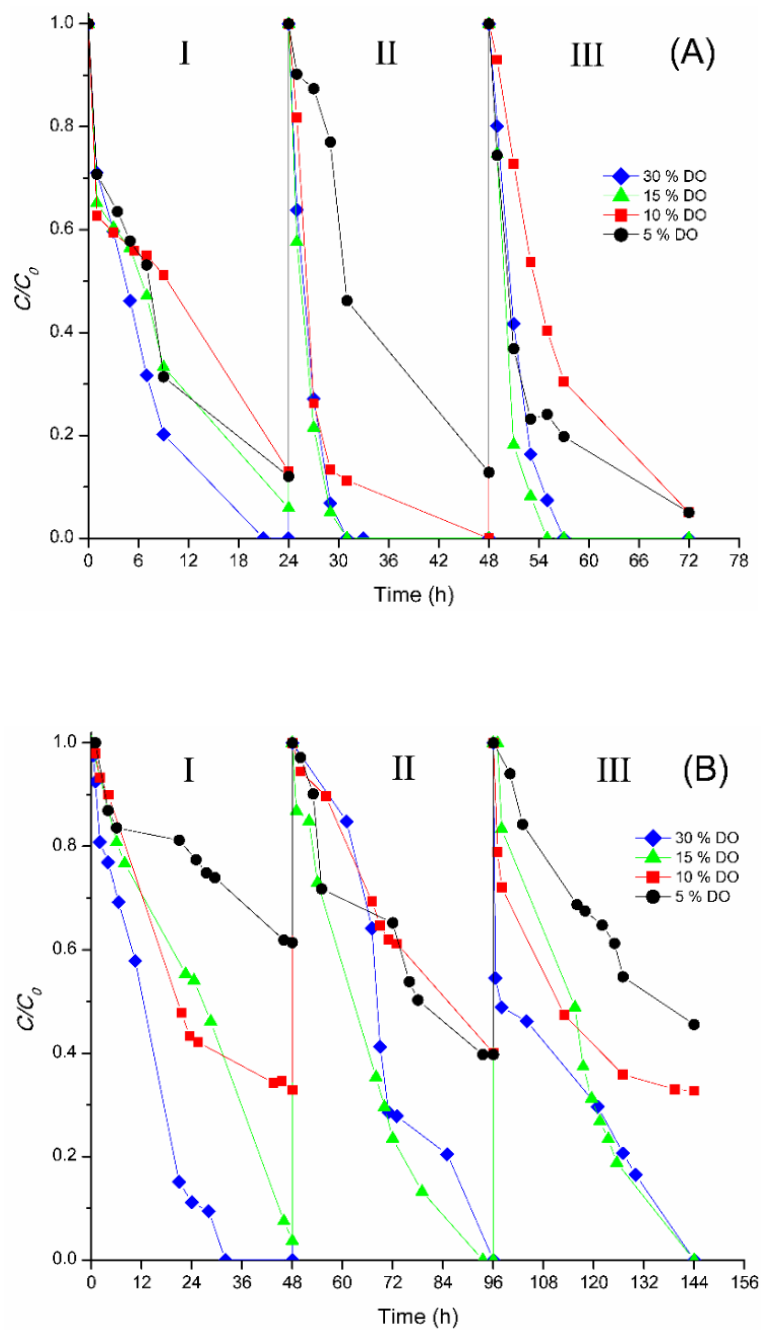 I II III (A)
30 % DO
15 % DO
10 % DO
5 % DO
C/C0
1.0
0.8
0.6
0.4
0.2
0.0
0 6 12 18 24 30 36 42 48 54 60 66 72 78
Time (h)
I II III (B)
30 % DO
15 % DO
10 % DO
5 % DO
C/C0
1.0
0.8
0.6
0.4
0.2
0.0
0 12 24 36 48 60 72 84 96 108 120 132 144 156
Time (h)